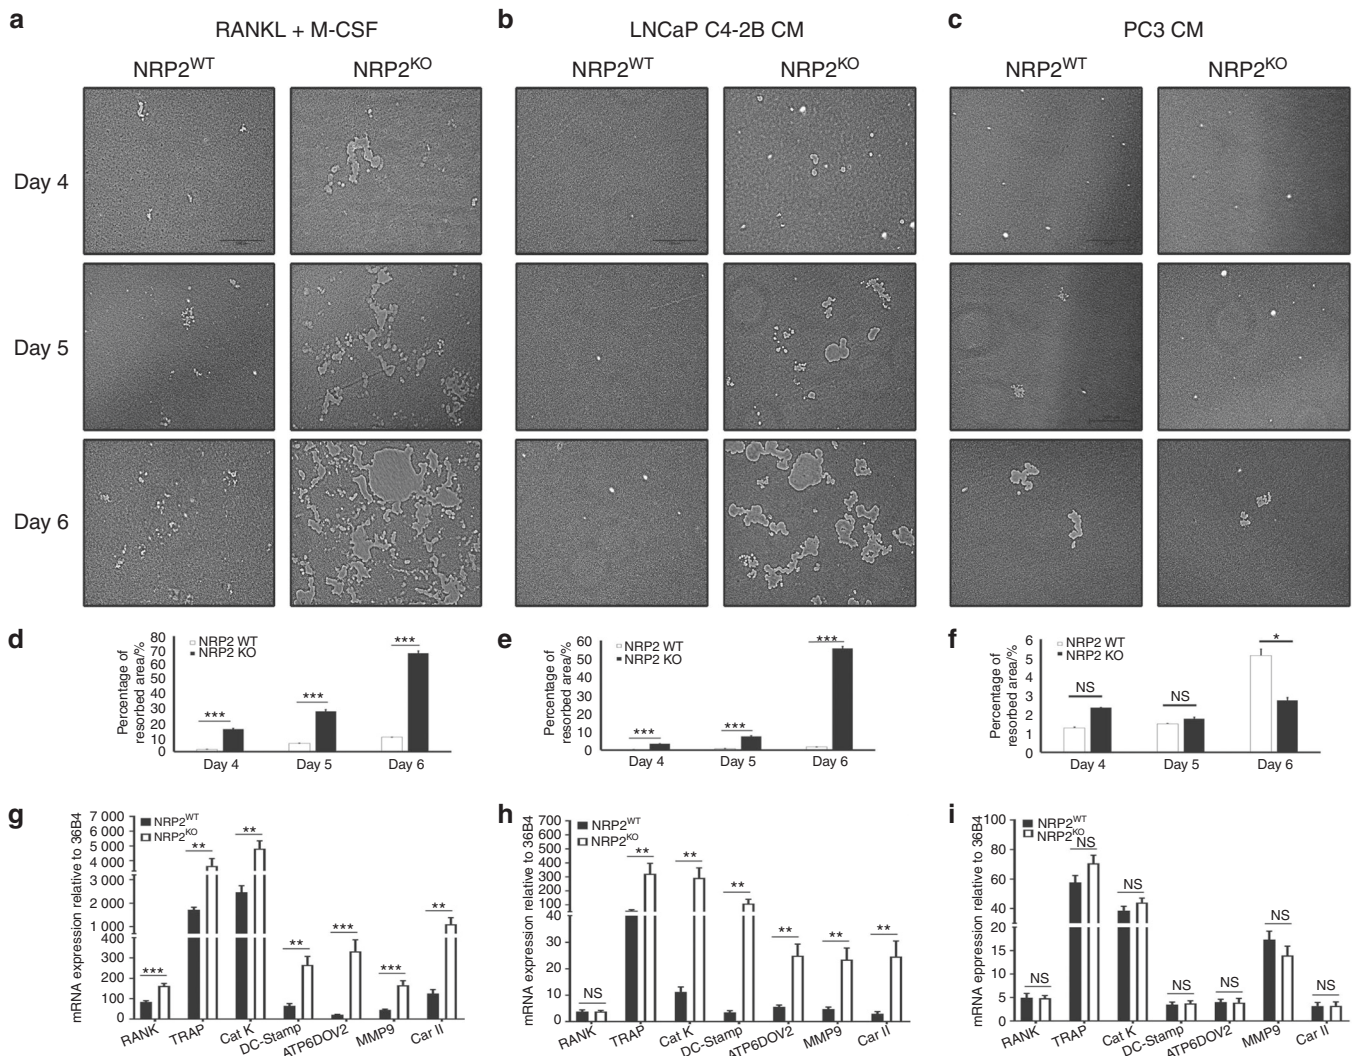 a
RANKL + M-CSF
NRP2WT
NRP2KO
b
LNCaP C4-2B CM
NRP2WT
NRP2KO
c
PC3 CM
NRP2WT
NRP2KO
Day 4
Day 5
Day 6
d
Percentage of
resorbed area/%
80
70
60
50
40
30
20
10
0
NRP2 WT
NRP2 KO
***
***
***
Day 4
Day 5
Day 6
e
Percentage of
resorbed area/%
60
50
40
30
20
10
0
NRP2 WT
NRP2 KO
***
***
***
Day 4
Day 5
Day 6
f
Percentage of
resorbed area/%
6
5
4
3
2
1
0
NRP2 WT
NRP2 KO
NS
NS
*
Day 4
Day 5
Day 6
g
mRNA expression relative to 36B4
7 000
6 000
5 000
4 000
3 000
2 000
1 000
400
300
200
100
0
NRP2WT
NRP2KO
***
**
**
**
***
***
**
RANK
TRAP
Cat K
DC-Stamp
ATP6DOV2
MMP9
Car II
h
mRNA expression relative to 36B4
700
600
500
400
300
200
100
40
30
20
10
0
NRP2WT
NRP2KO
NS
**
**
**
**
**
**
RANK
TRAP
Cat K
DC-Stamp
ATP6DOV2
MMP9
Car II
i
mRNA eppression relative to 36B4
100
80
60
40
20
15
10
5
0
NRP2WT
NRP2KO
NS
NS
NS
NS
NS
NS
NS
RANK
TRAP
Cat K
DC-Stamp
ATP6DOV2
MMP9
Car II